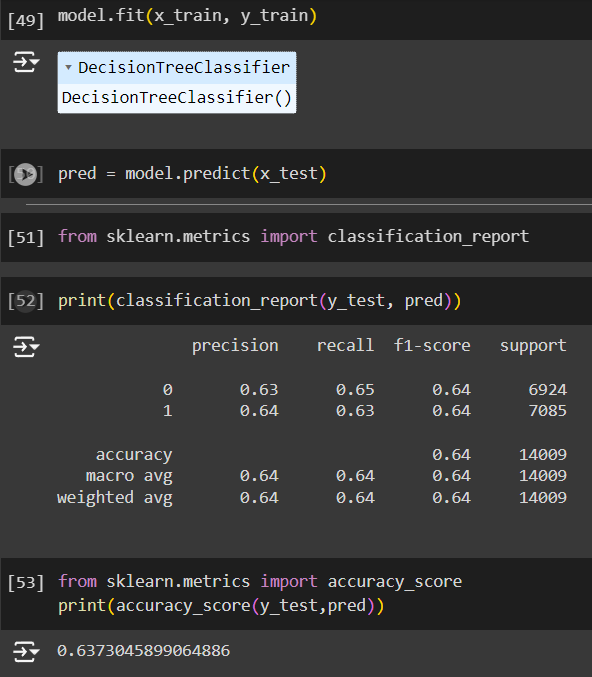 [49] model.fit(x_train, y_train)
DecisionTreeClassifier
DecisionTreeClassifier()
[ ] pred = model.predict(x_test)
[51] from sklearn.metrics import classification_report
[52] print(classification_report(y_test, pred))
precision recall f1-score support
0 0.63 0.65 0.64 6924
1 0.64 0.63 0.64 7085
accuracy 0.64 14009
macro avg 0.64 0.64 0.64 14009
weighted avg 0.64 0.64 0.64 14009
[53] from sklearn.metrics import accuracy_score
print(accuracy_score(y_test,pred))
0.6373045899064886